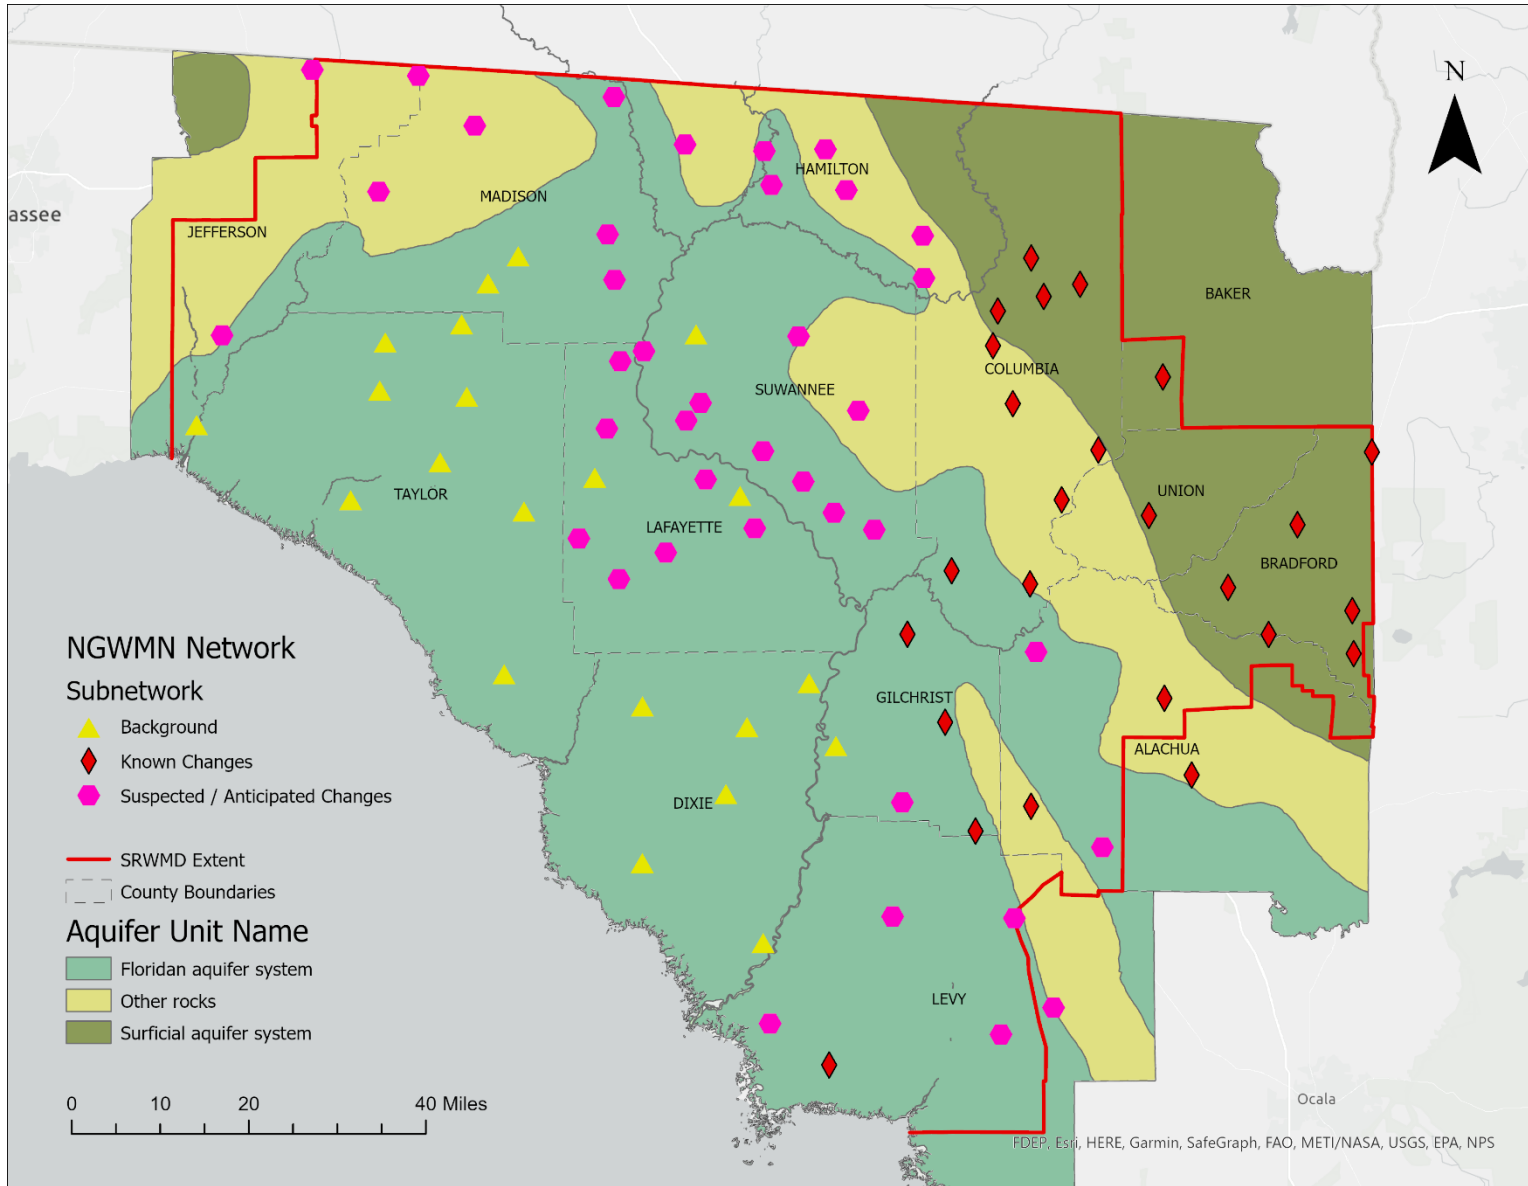 N
HAMILTON
MADISON
assee
JEFFERSON
BAKER
COLUMBIA
SUWANNEE
TAYLOR
UNION
LAFAYETTE
BRADFORD
NGWMN Network
Subnetwork
Background
Known Changes
Suspected / Anticipated Changes
SRWMD Extent
County Boundaries
Aquifer Unit Name
Floridan aquifer system
Other rocks
Surficial aquifer system
GILCHRIST
ALACHUA
DIXIE
LEVY
0 10 20 40 Miles
Ocala
FDEP, Esri, HERE, Garmin, SafeGraph, FAO, METI/NASA, USGS, EPA, NPS